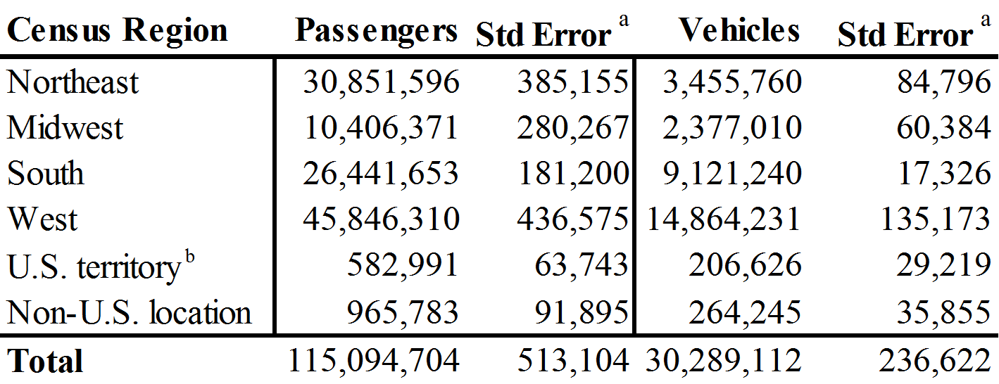 Census Region Passengers Std Error a Vehicles Std Error a
Northeast 30,851,596 385,155 3,455,760 84,796
Midwest 10,406,371 280,267 2,377,010 60,384
South 26,441,653 181,200 9,121,240 17,326
West 45,846,310 436,575 14,864,231 135,173
U.S. territory b 582,991 63,743 206,626 29,219
Non-U.S. location 965,783 91,895 264,245 35,855
Total 115,094,704 513,104 30,289,112 236,622